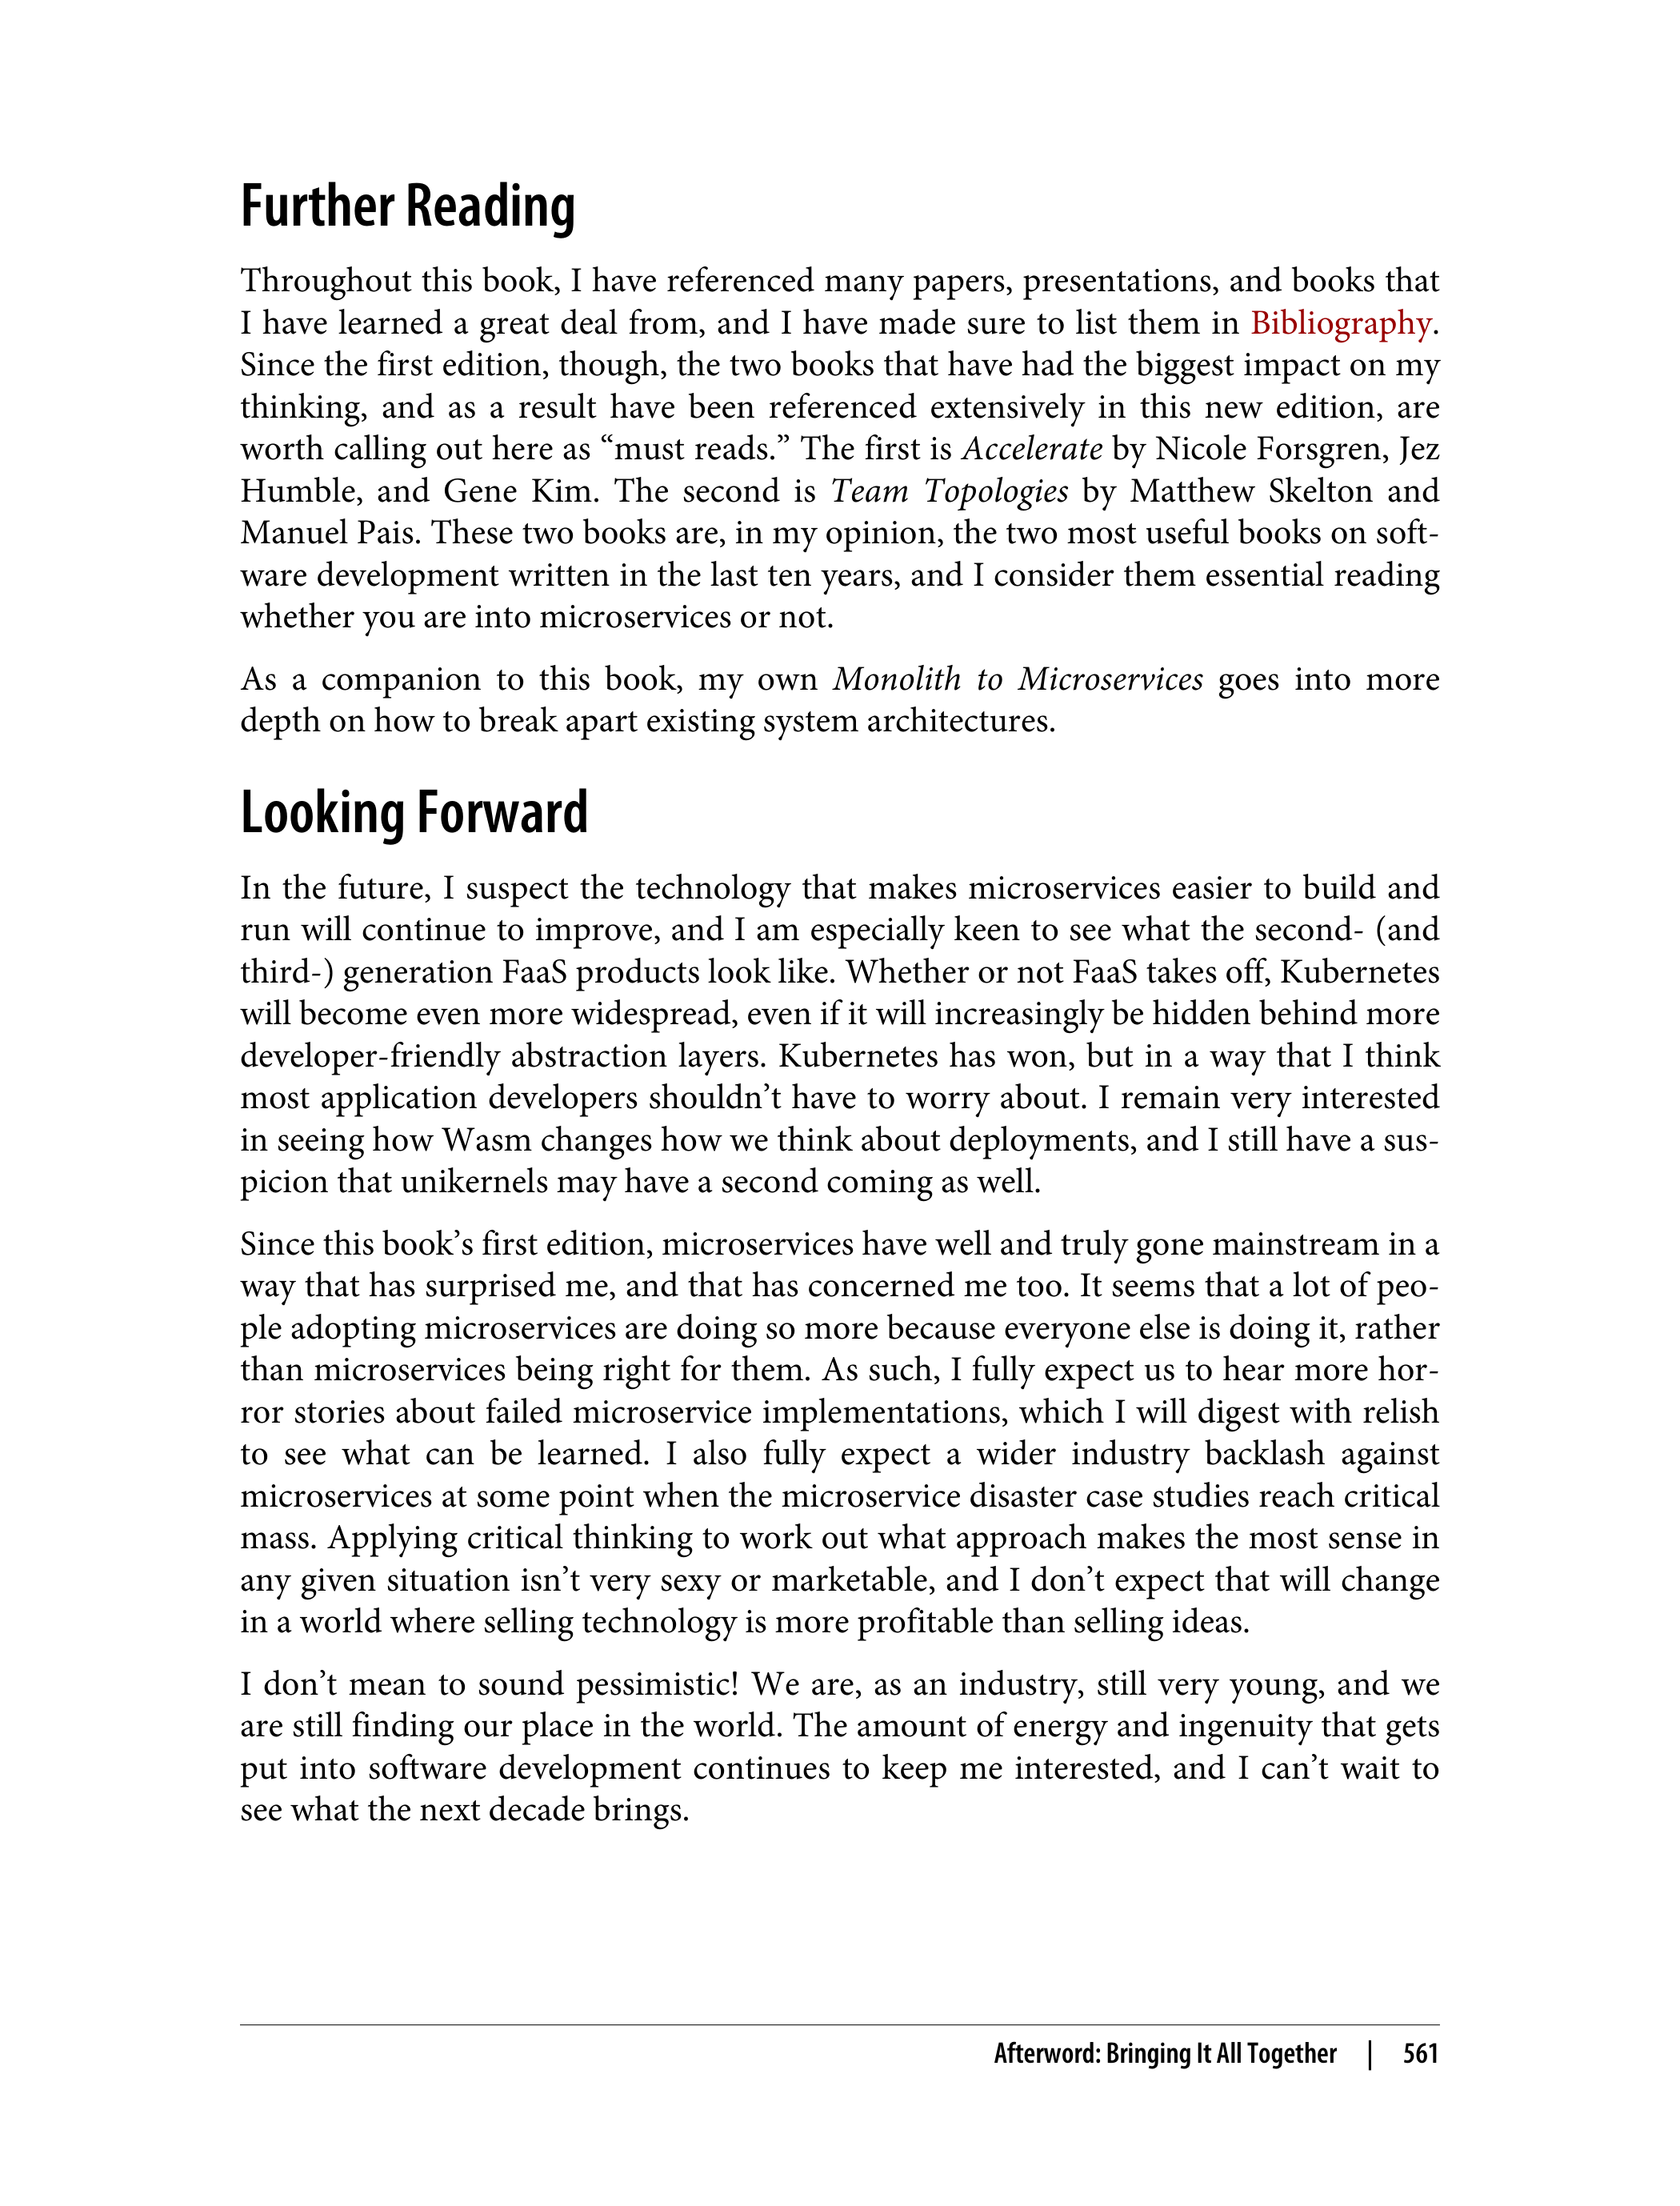 Further Reading
Throughout this book, I have referenced many papers, presentations, and books that
I have learned a great deal from, and I have made sure to list them in Bibliography.
Since the first edition, though, the two books that have had the biggest impact on my
thinking, and as a result have been referenced extensively in this new edition, are
worth calling out here as “must reads.” The first is Accelerate by Nicole Forsgren, Jez
Humble, and Gene Kim. The second is Team Topologies by Matthew Skelton and
Manuel Pais. These two books are, in my opinion, the two most useful books on soft-
ware development written in the last ten years, and I consider them essential reading
whether you are into microservices or not.
As a companion to this book, my own Monolith to Microservices goes into more
depth on how to break apart existing system architectures.
Looking Forward
In the future, I suspect the technology that makes microservices easier to build and
run will continue to improve, and I am especially keen to see what the second- (and
third-) generation FaaS products look like. Whether or not FaaS takes off, Kubernetes
will become even more widespread, even if it will increasingly be hidden behind more
developer-friendly abstraction layers. Kubernetes has won, but in a way that I think
most application developers shouldn’t have to worry about. I remain very interested
in seeing how Wasm changes how we think about deployments, and I still have a sus-
picion that unikernels may have a second coming as well.
Since this book’s first edition, microservices have well and truly gone mainstream in a
way that has surprised me, and that has concerned me too. It seems that a lot of peo-
ple adopting microservices are doing so more because everyone else is doing it, rather
than microservices being right for them. As such, I fully expect us to hear more hor-
ror stories about failed microservice implementations, which I will digest with relish
to see what can be learned. I also fully expect a wider industry backlash against
microservices at some point when the microservice disaster case studies reach critical
mass. Applying critical thinking to work out what approach makes the most sense in
any given situation isn’t very sexy or marketable, and I don’t expect that will change
in a world where selling technology is more profitable than selling ideas.
I don’t mean to sound pessimistic! We are, as an industry, still very young, and we
are still finding our place in the world. The amount of energy and ingenuity that gets
put into software development continues to keep me interested, and I can’t wait to
see what the next decade brings.
Afterword: Bringing It All Together | 561